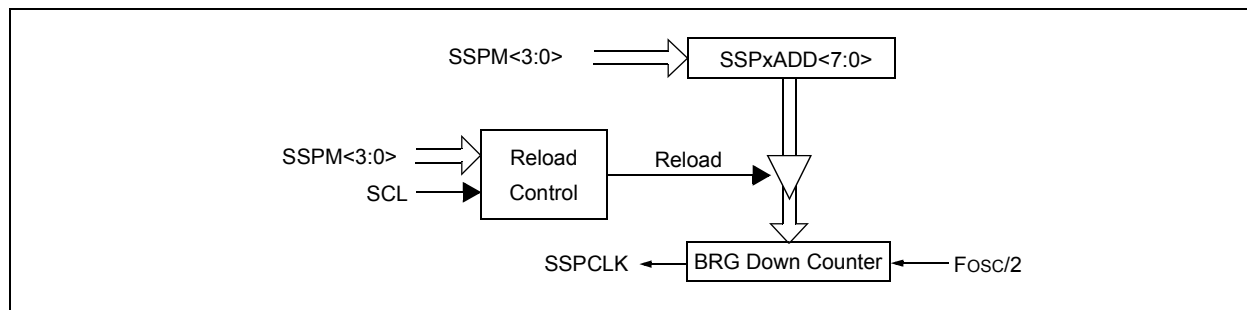 SSPM<3:0>
SSPxADD<7:0>
SSPM<3:0>
SCL
Reload
Control
Reload
SSPCLK
BRG Down Counter
FOSC/2